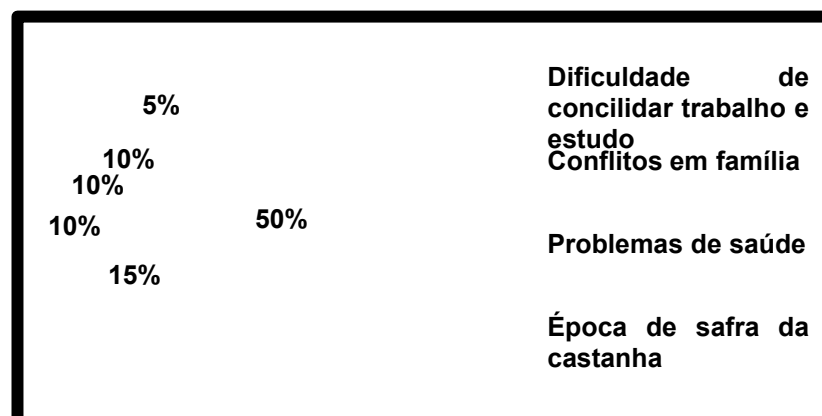 5%
10%
10%
10%
50%
15%
Dificuldade de
concilidar trabalho e
estudo
Conflitos em família
Problemas de saúde
Época de safra da
castanha